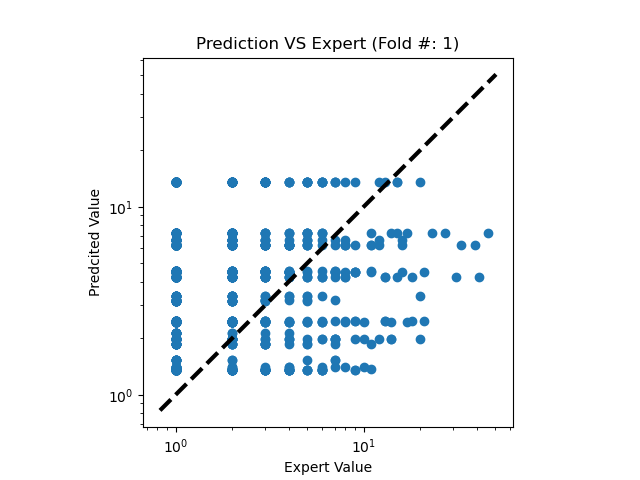 Prediction VS Expert (Fold #: 1)
Predcited Value
10¹
10⁰
10⁰ 10¹
Expert Value